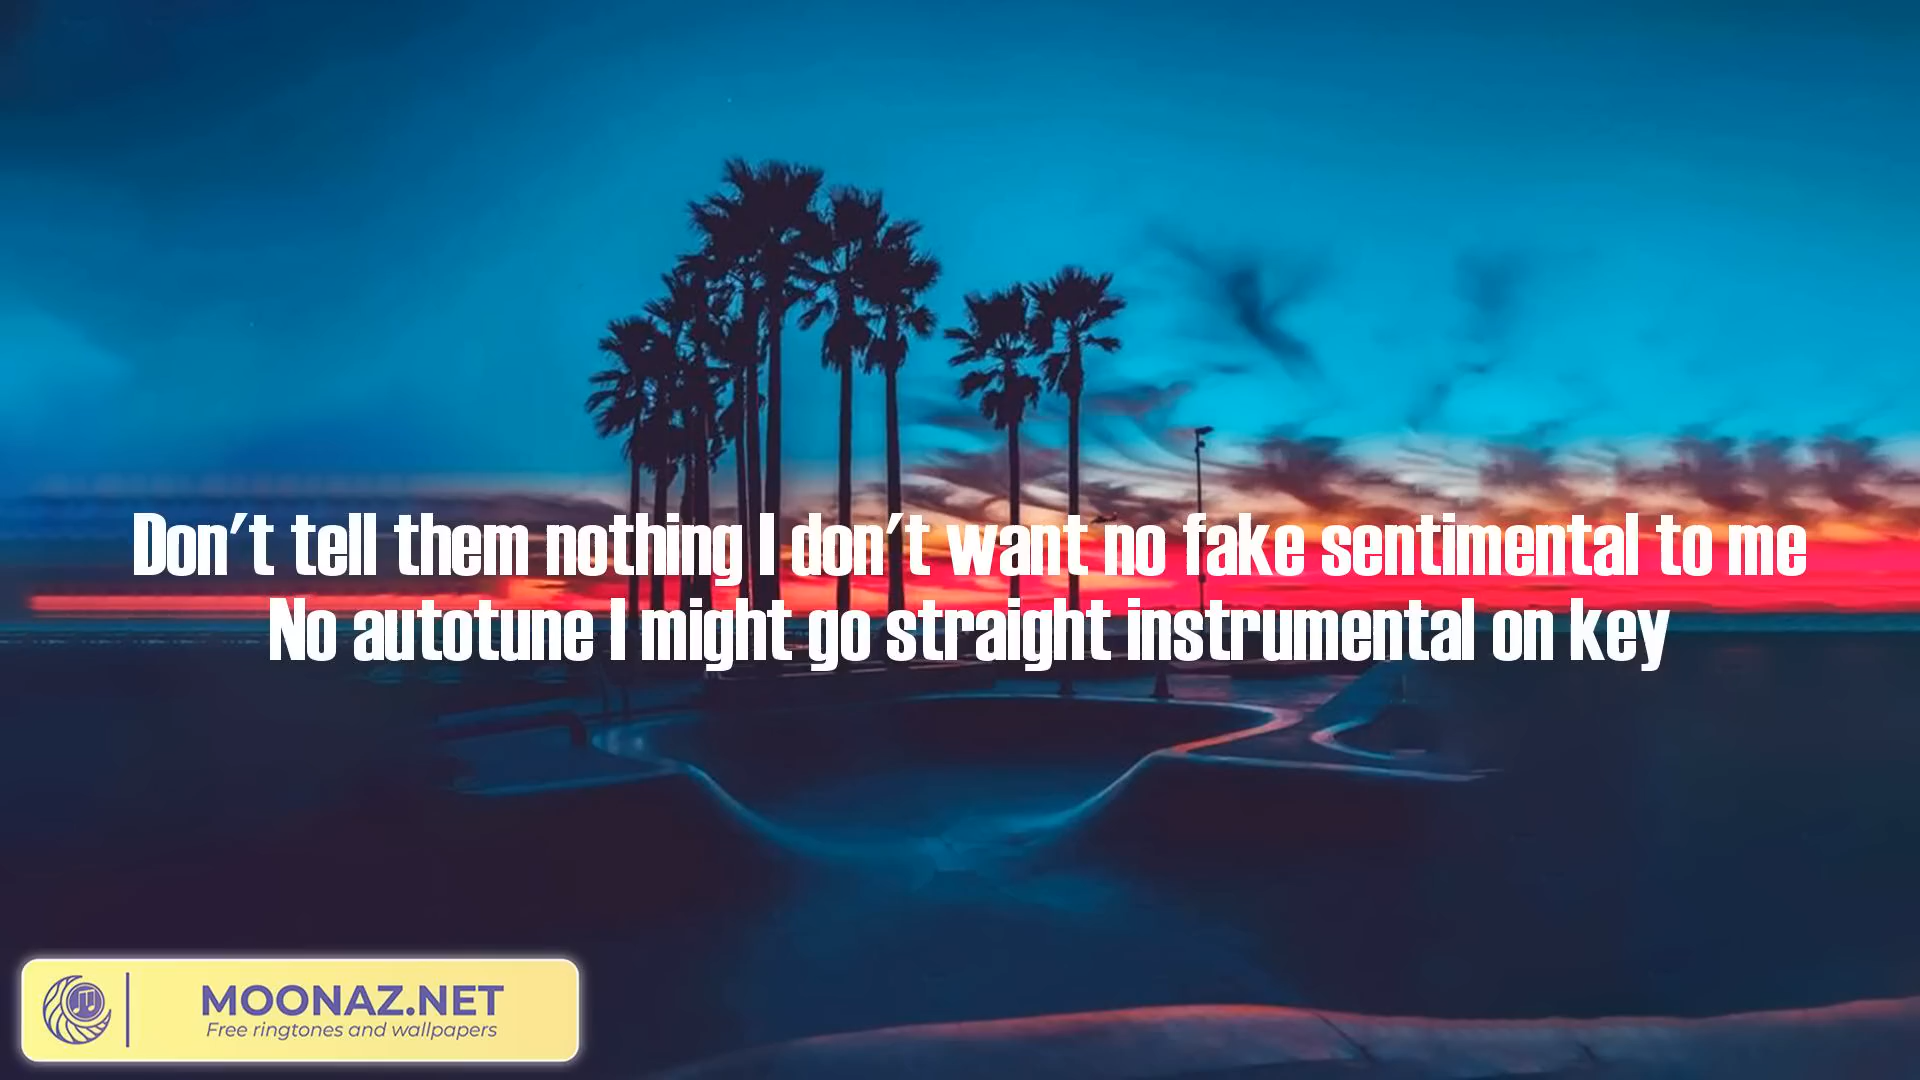 Don't tell them nothing I don't want no fake sentimental to me
No autotune I might go straight instrumental on key
MOONAZ.NET
Free ringtones and wallpapers